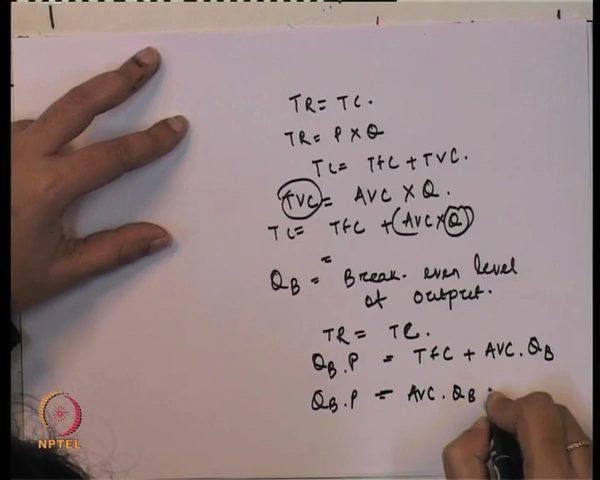 TR = TC.
TR = P × Q
TC = TFC + TVC.
TVC = AVC × Q.
TC = TFC + (AVC × Q)
=
QB = Break-even level
of output.
TR = TC.
QB.P = TFC + AVC.QB
QB.P = AVC.QB
NPTEL